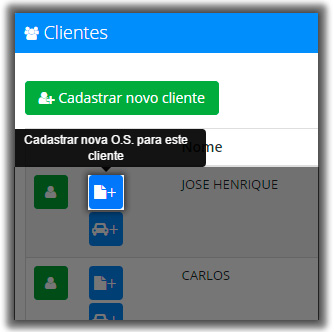 Clientes
Cadastrar novo cliente
Cadastrar nova O.S. para este
cliente
Nome
JOSE HENRIQUE
CARLOS